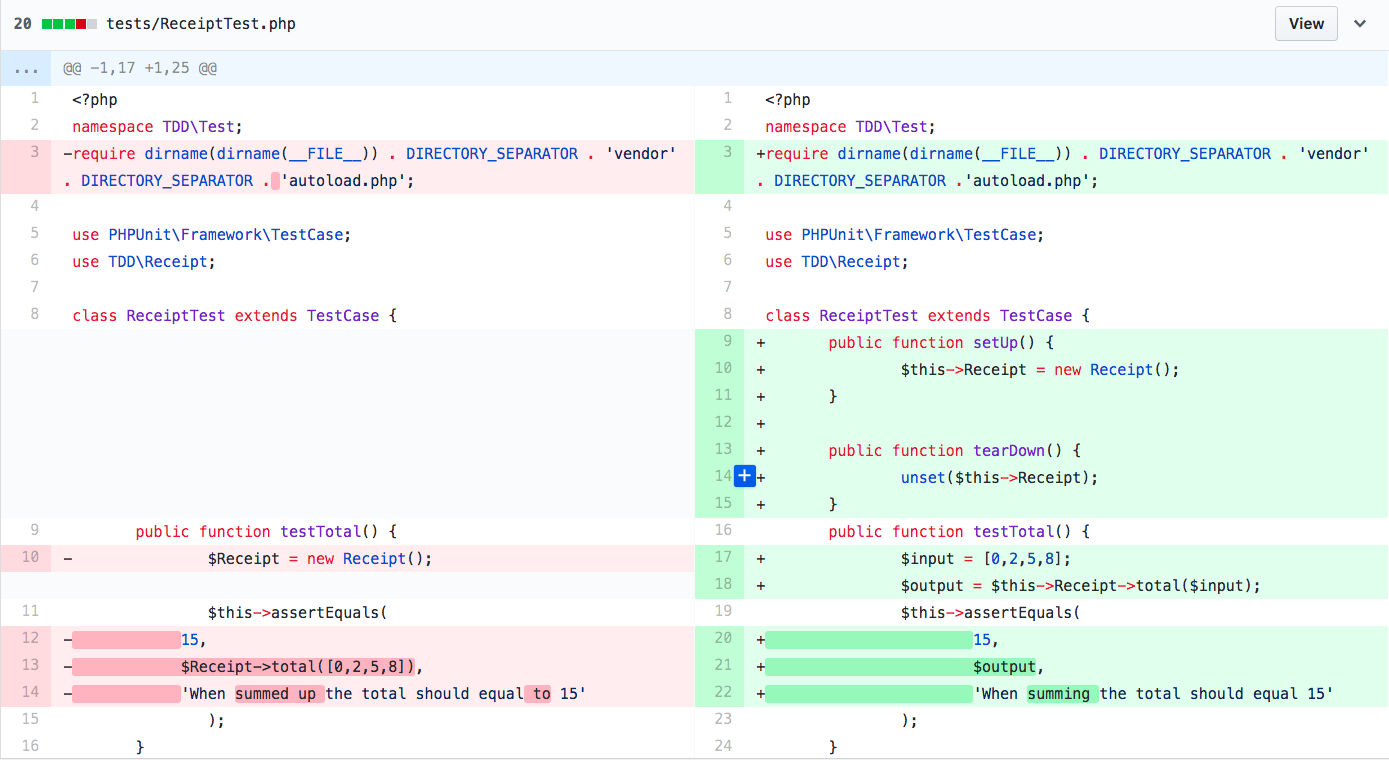 20 tests/ReceiptTest.php View
... @@ -1,17 +1,25 @@
1 <?php 1 <?php
2 namespace TDD\Test; 2 namespace TDD\Test;
3 -require dirname(dirname(__FILE__)) . DIRECTORY_SEPARATOR . 'vendor' 3 +require dirname(dirname(__FILE__)) . DIRECTORY_SEPARATOR . 'vendor'
. DIRECTORY_SEPARATOR . 'autoload.php'; . DIRECTORY_SEPARATOR .'autoload.php';
4 4
5 use PHPUnit\Framework\TestCase; 5 use PHPUnit\Framework\TestCase;
6 use TDD\Receipt; 6 use TDD\Receipt;
7 7
8 class ReceiptTest extends TestCase { 8 class ReceiptTest extends TestCase {
9 + public function setUp() {
10 + $this->Receipt = new Receipt();
11 + }
12 +
13 + public function tearDown() {
14 + + unset($this->Receipt);
15 + }
9 public function testTotal() { 16 public function testTotal() {
10 - $Receipt = new Receipt(); 17 + $input = [0,2,5,8];
18 + $output = $this->Receipt->total($input);
11 $this->assertEquals( 19 $this->assertEquals(
12 - 15, 20 + 15,
13 - $Receipt->total([0,2,5,8]), 21 + $output,
14 - 'When summed up the total should equal to 15' 22 + 'When summing the total should equal 15'
15 ); 23 );
16 } 24 }